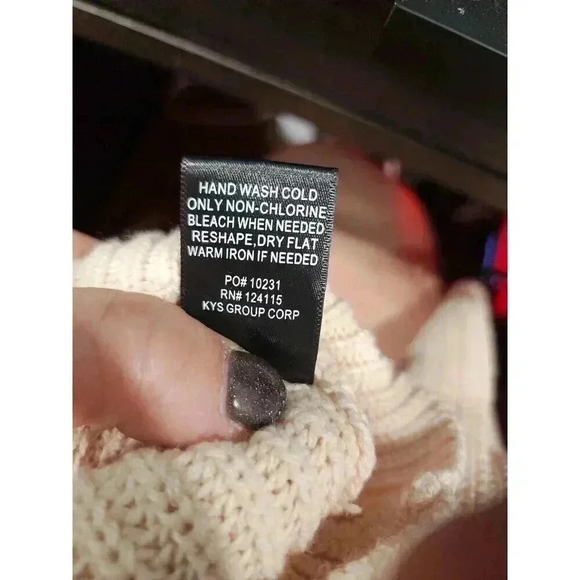 HAND WASH COLD
ONLY NON-CHLORINE
BLEACH WHEN NEEDED
RESHAPE,DRY FLAT
WARM IRON IF NEEDED
PO# 10231
RN# 124115
KYS GROUP CORP